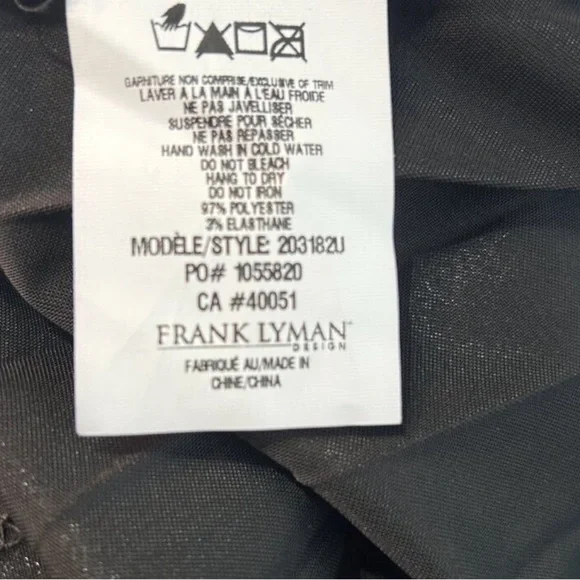 GARNITURE NON COMPRISE/EXCLUSIVE OF TRIM
LAVER À LA MAIN À L'EAU FROIDE
NE PAS JAVELLISER
SUSPENDRE POUR SÉCHER
NE PAS REPASSER
HAND WASH IN COLD WATER
DO NOT BLEACH
HANG TO DRY
DO NOT IRON
97% POLYESTER
3% ELASTHANE
MODÈLE/STYLE: 203182U
PO# 1055820
CA #40051
FRANK LYMAN™
DESIGN
FABRIQUÉ AU/MADE IN
CHINE/CHINA